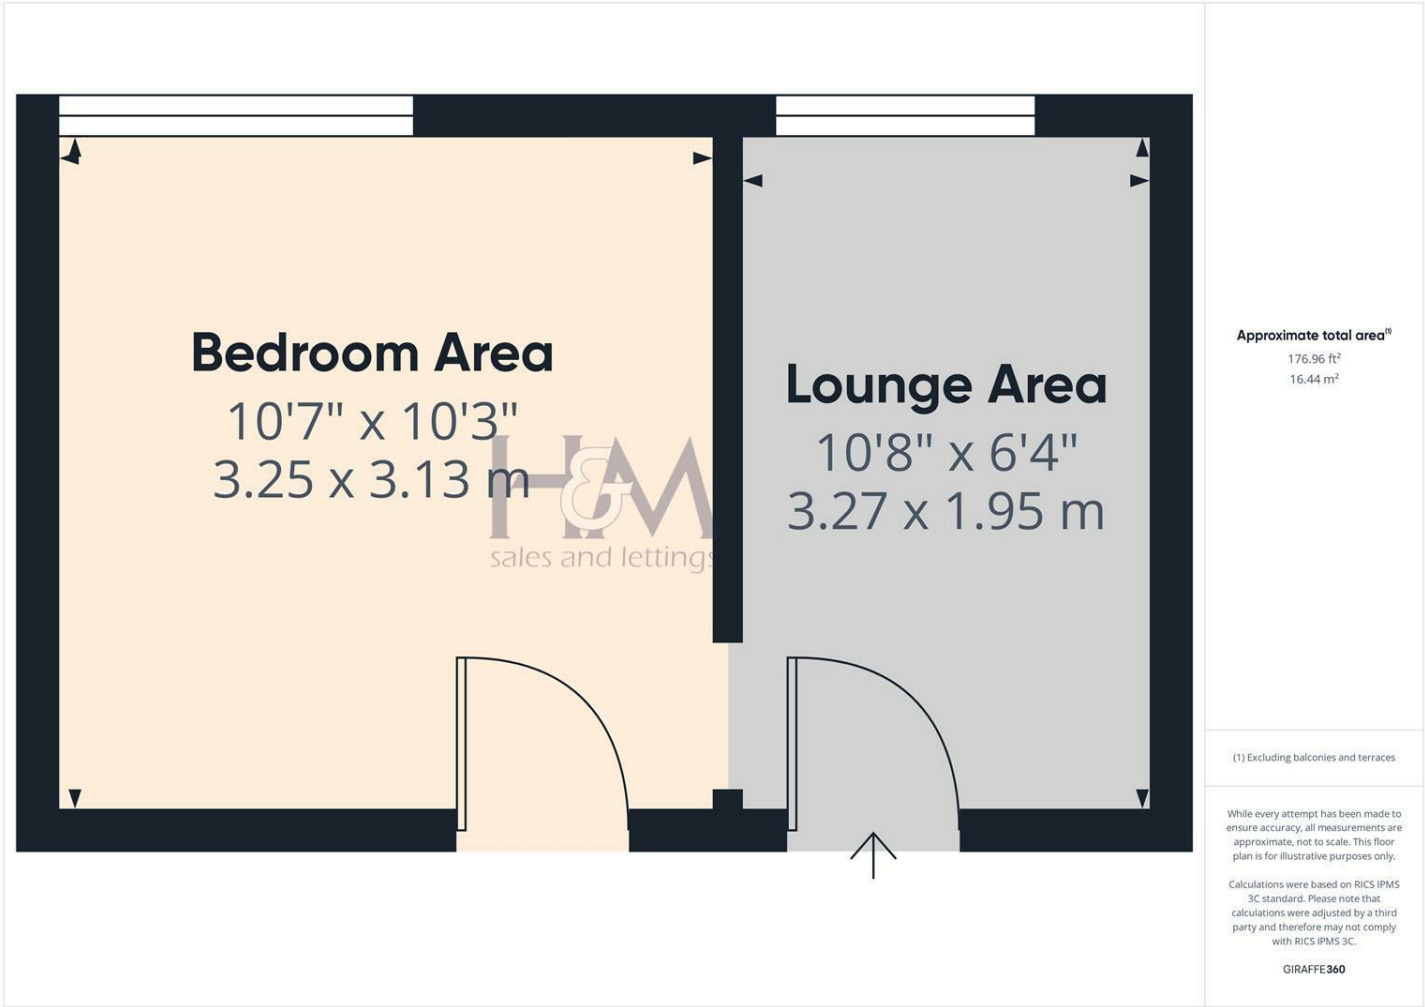 Bedroom Area
10'7" x 10'3"
3.25 x 3.13 m
H&M
sales and lettings
Lounge Area
10'8" x 6'4"
3.27 x 1.95 m
Approximate total area(1)
176.96 ft²
16.44 m²
(1) Excluding balconies and terraces
While every attempt has been made to
ensure accuracy, all measurements are
approximate, not to scale. This floor
plan is for illustrative purposes only.
Calculations were based on RICS IPMS
3C standard. Please note that
calculations were adjusted by a third
party and therefore may not comply
with RICS IPMS 3C.
GIRAFFE360